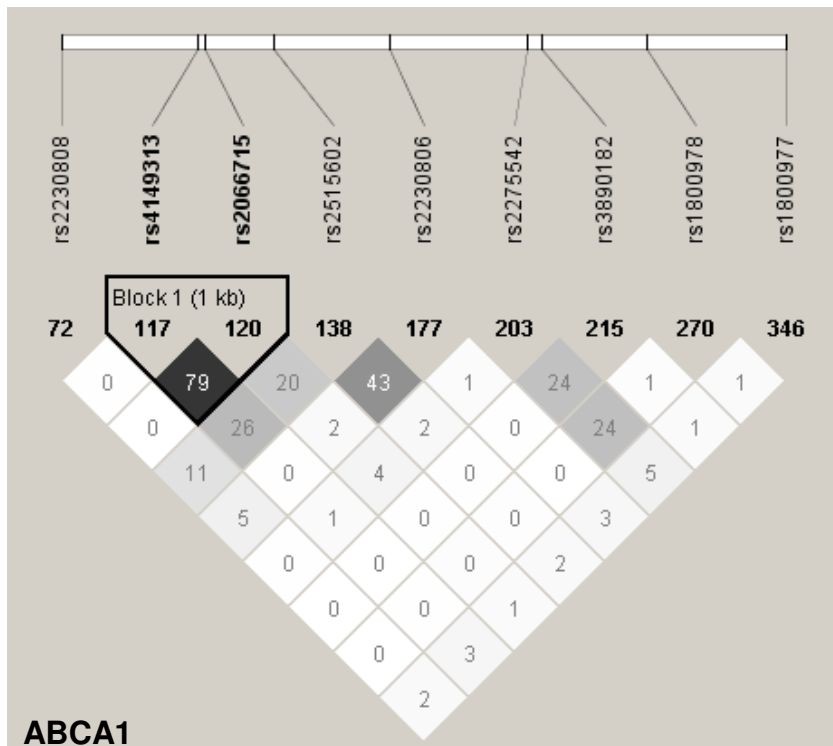 rs2230808 rs4149313 rs2066715 rs2515602 rs2230806 rs2275542 rs3890182 rs1800978 rs1800977
Block 1 (1 kb)
72 117 120 138 177 203 215 270 346
0 79 20 43 1 24 1 1
0 26 2 2 0 24 1
11 0 4 0 0 5
5 1 0 0 3
0 0 0 2
0 0 1
0 3
2
ABCA1